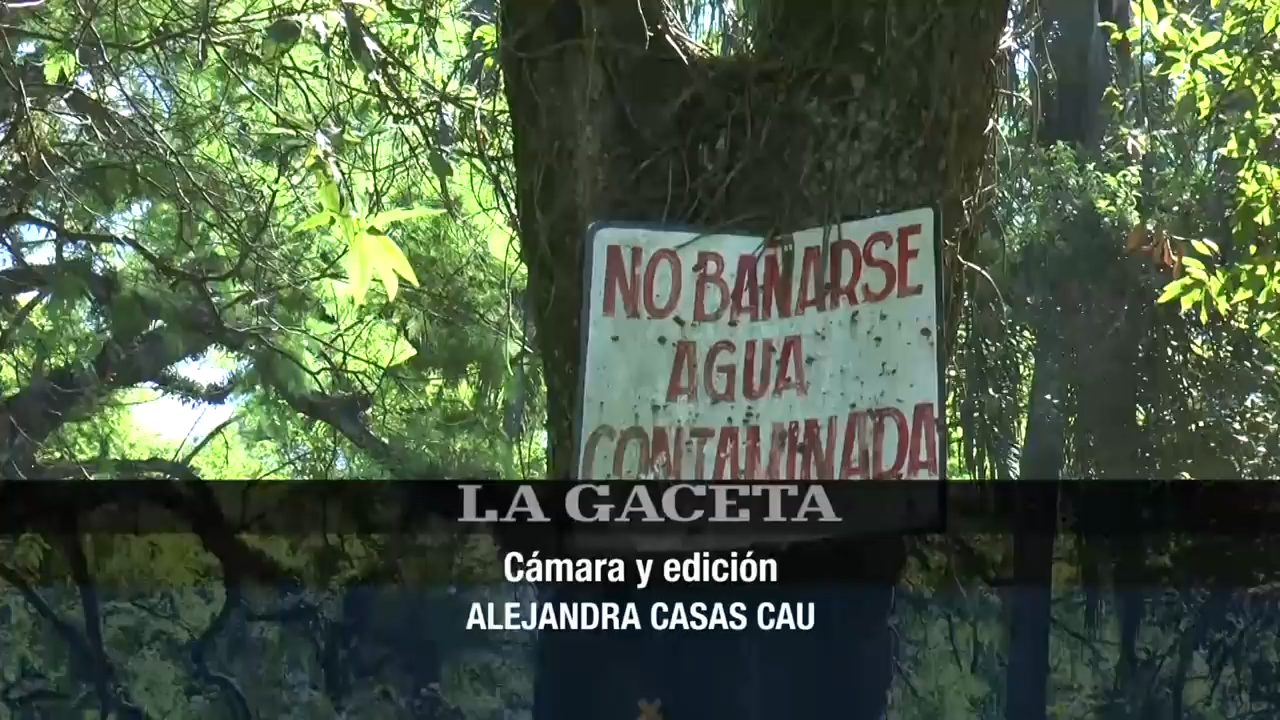 NO BAÑARSE
AGUA
CONTAMINADA
LA GACETA
Cámara y edición
ALEJANDRA CASAS CAU